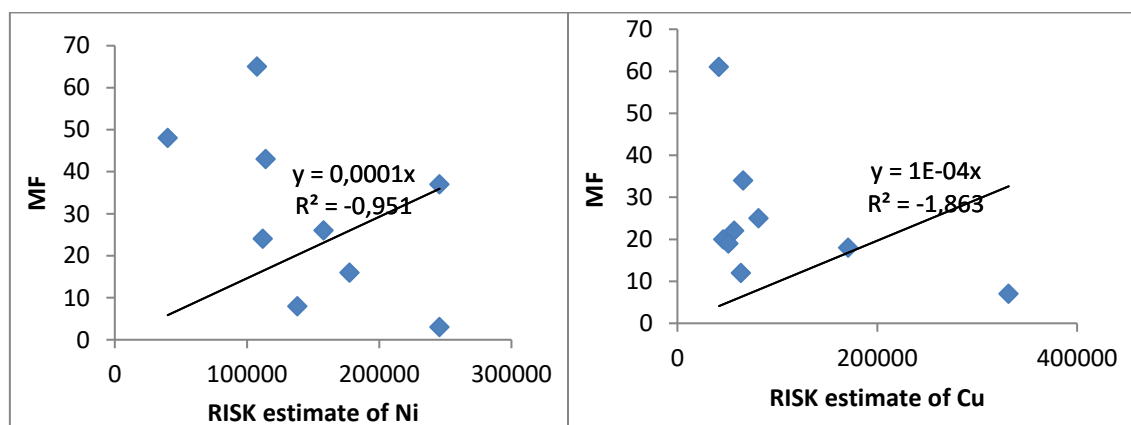 70
60
50
40
30
20
10
0
MF
y = 0,0001x
R² = -0,951
0 100000 200000 300000
RISK estimate of Ni
70
60
50
40
30
20
10
0
MF
y = 1E-04x
R² = -1,863
0 200000 400000
RISK estimate of Cu